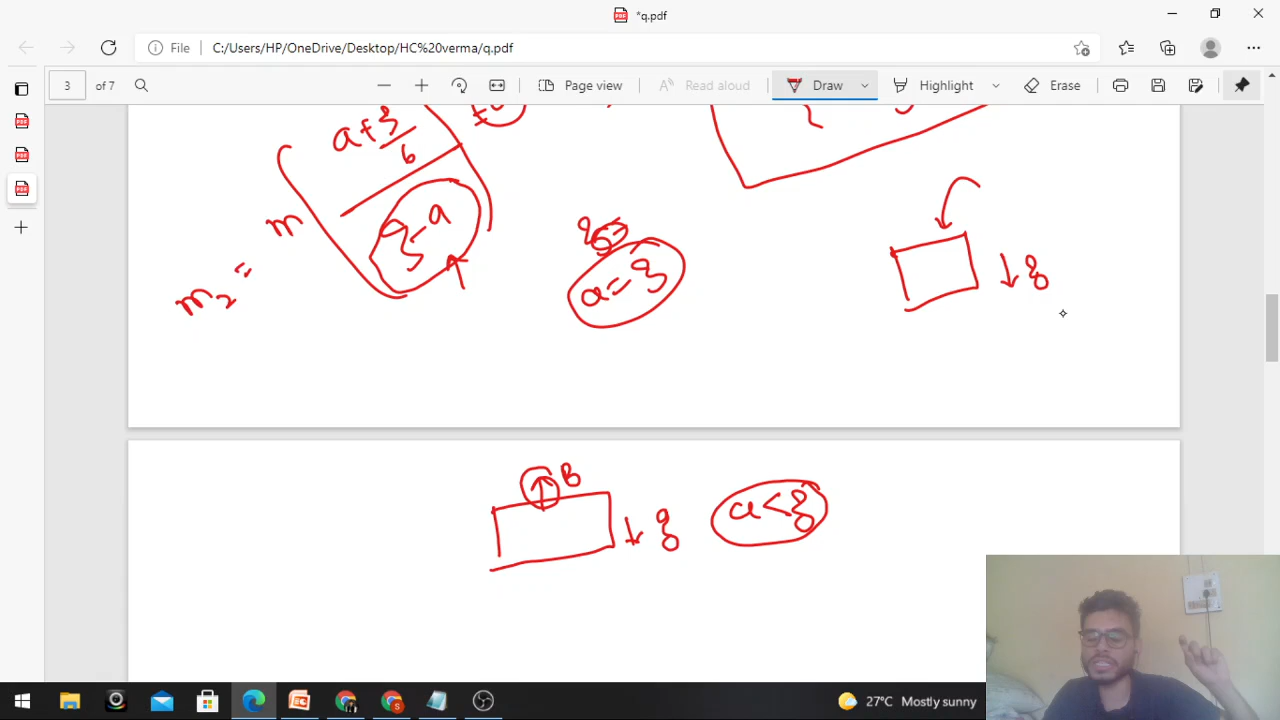 *q.pdf
File C:/Users/HP/OneDrive/Desktop/HC%20verma/q.pdf
3 of 7 Page view Read aloud Draw Highlight Erase
m₂ = m (a + g/6) / (g - a)
a = g
↓ g
↑ B
↓ g
a < g
27°C Mostly sunny